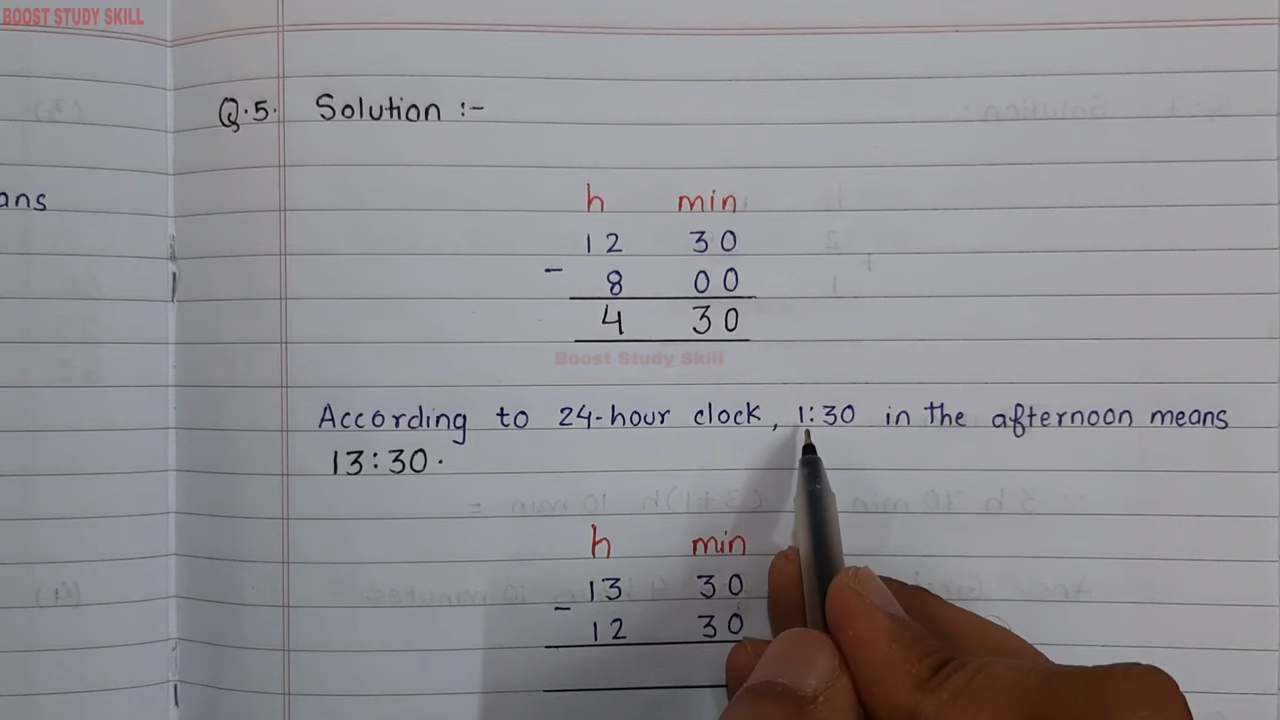 BOOST STUDY SKILL
Q.5. Solution :-
ans
h min
12 30
- 8 00
4 30
Boost Study Skill
According to 24-hour clock, 1:30 in the afternoon means
13:30.
h min
13 30
- 12 30